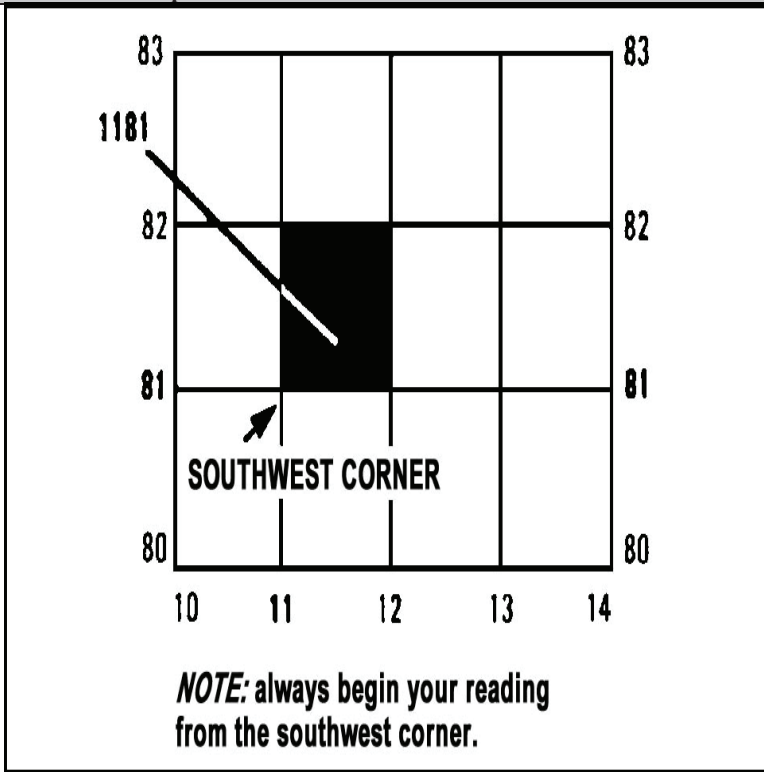 83 83
1181
82 82
81 81
SOUTHWEST CORNER
80 80
10 11 12 13 14
NOTE: always begin your reading
from the southwest corner.